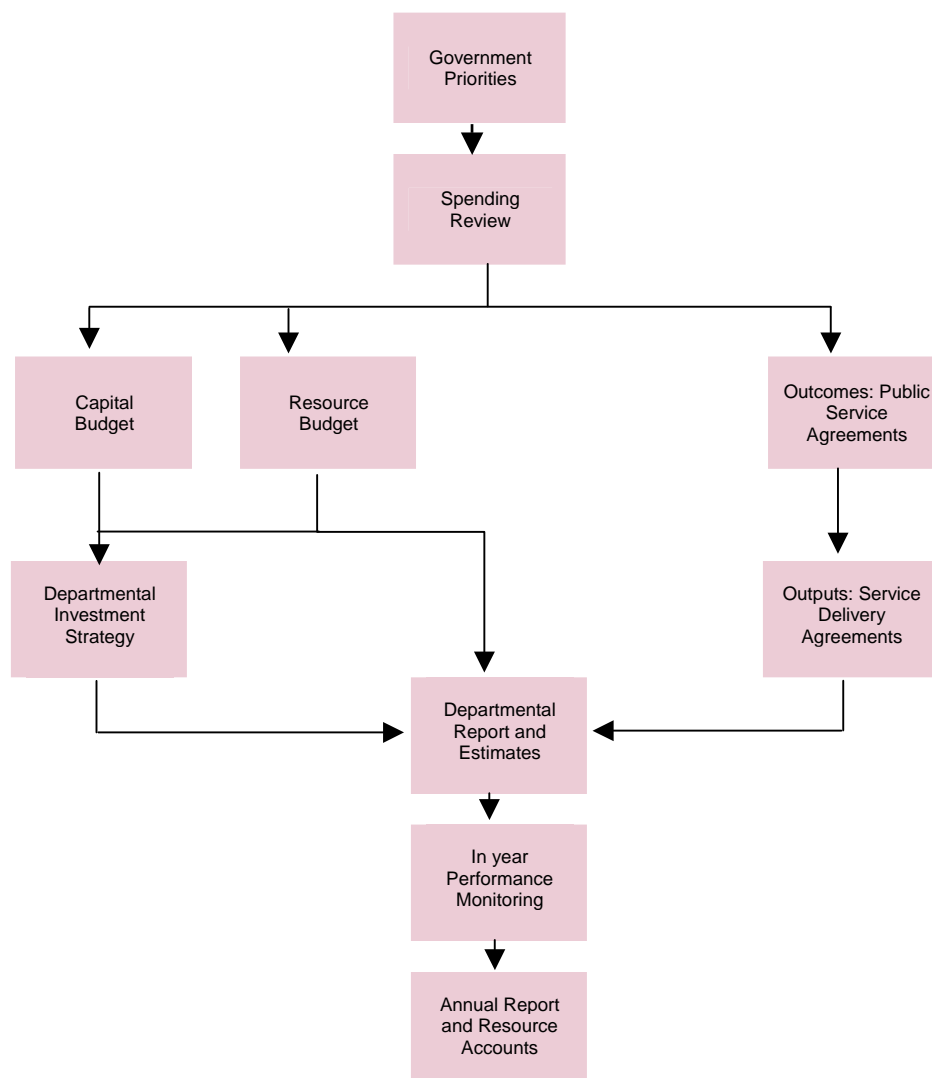 Government
Priorities
Spending
Review
Capital
Budget
Resource
Budget
Outcomes: Public
Service
Agreements
Departmental
Investment
Strategy
Outputs: Service
Delivery
Agreements
Departmental
Report and
Estimates
In year
Performance
Monitoring
Annual Report
and Resource
Accounts